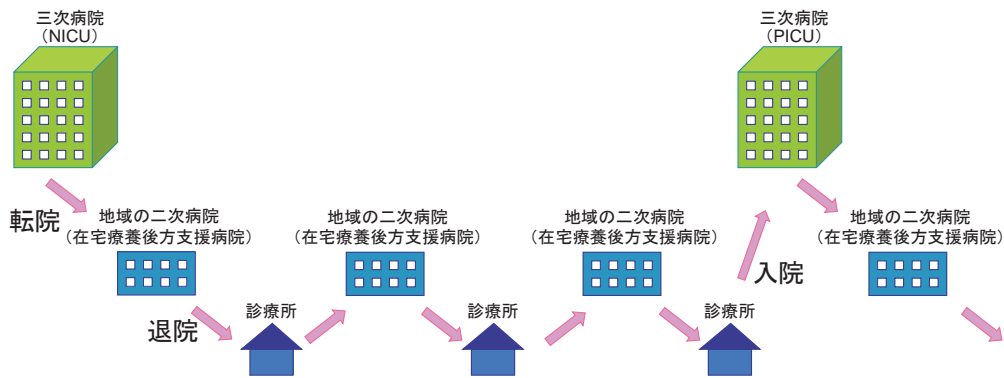 三次病院
(NICU)
三次病院
(PICU)
転院
地域の二次病院
(在宅療養後方支援病院)
地域の二次病院
(在宅療養後方支援病院)
地域の二次病院
(在宅療養後方支援病院)
入院
地域の二次病院
(在宅療養後方支援病院)
退院
診療所
診療所
診療所